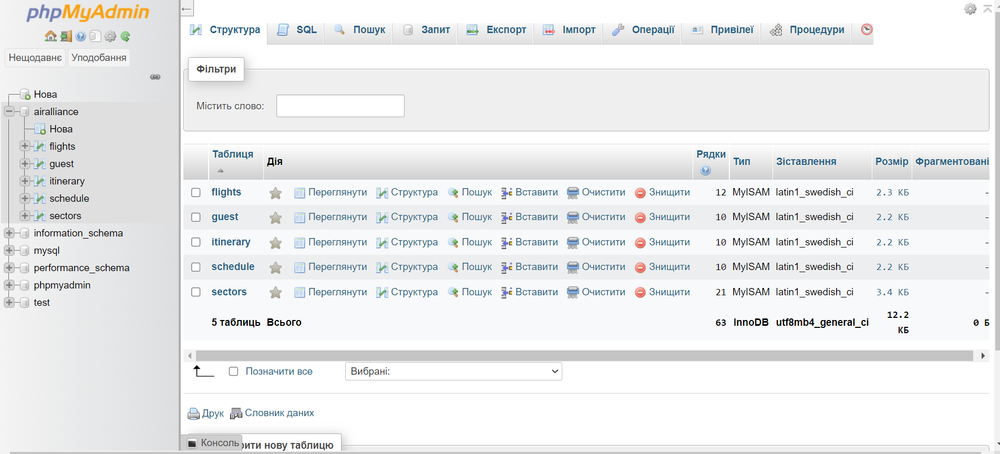 phpMyAdmin
Нещодавнє Уподобання
Нова
airalliance
Нова
flights
guest
itinerary
schedule
sectors
information_schema
mysql
performance_schema
phpmyadmin
test
Структура SQL Пошук Запит Експорт Імпорт Операції Привілеї Процедури
Фільтри
Містить слово:
Таблиця Дія Рядки Тип Зіставлення Розмір Фрагментовані
flights Переглянути Структура Пошук Вставити Очистити Знищити 12 MyISAM latin1_swedish_ci 2.3 КБ -
guest Переглянути Структура Пошук Вставити Очистити Знищити 10 MyISAM latin1_swedish_ci 2.2 КБ -
itinerary Переглянути Структура Пошук Вставити Очистити Знищити 10 MyISAM latin1_swedish_ci 2.2 КБ -
schedule Переглянути Структура Пошук Вставити Очистити Знищити 10 MyISAM latin1_swedish_ci 2.2 КБ -
sectors Переглянути Структура Пошук Вставити Очистити Знищити 21 MyISAM latin1_swedish_ci 3.4 КБ -
5 таблиць Всього 63 InnoDB utf8mb4_general_ci 12.2 КБ 0 Б
Позначити все Вибрані:
Друк Словник даних
Консоль рити нову таблицю